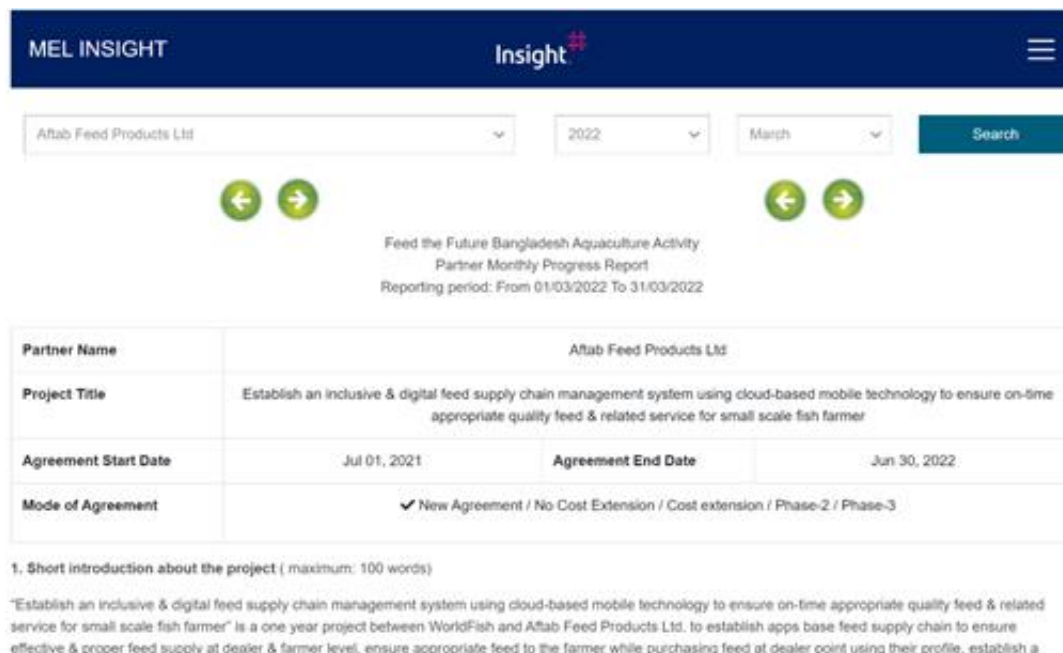 MEL INSIGHT
Insight
Aftab Feed Products Ltd
2022
March
Search
Feed the Future Bangladesh Aquaculture Activity
Partner Monthly Progress Report
Reporting period: From 01/03/2022 To 31/03/2022
Partner Name
Aftab Feed Products Ltd
Project Title
Establish an inclusive & digital feed supply chain management system using cloud-based mobile technology to ensure on-time
appropriate quality feed & related service for small scale fish farmer
Agreement Start Date
Jul 01, 2021
Agreement End Date
Jun 30, 2022
Mode of Agreement
✔ New Agreement / No Cost Extension / Cost extension / Phase-2 / Phase-3
1. Short introduction about the project ( maximum: 100 words)
"Establish an inclusive & digital feed supply chain management system using cloud-based mobile technology to ensure on-time appropriate quality feed & related
service for small scale fish farmer" is a one year project between WorldFish and Aftab Feed Products Ltd. to establish apps base feed supply chain to ensure
effective & proper feed supply at dealer & farmer level, ensure appropriate feed to the farmer while purchasing feed at dealer point using their profile, establish a